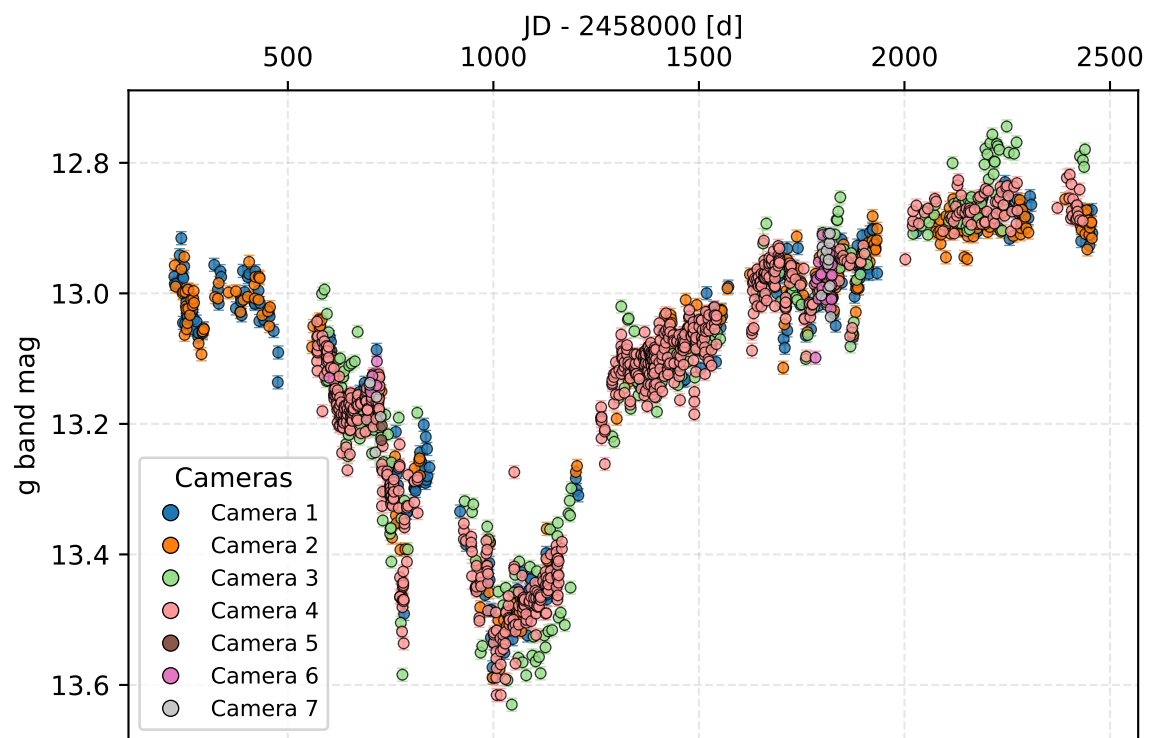 JD - 2458000 [d]
500 1000 1500 2000 2500
g band mag
12.8
13.0
13.2
13.4
13.6
Cameras
Camera 1
Camera 2
Camera 3
Camera 4
Camera 5
Camera 6
Camera 7